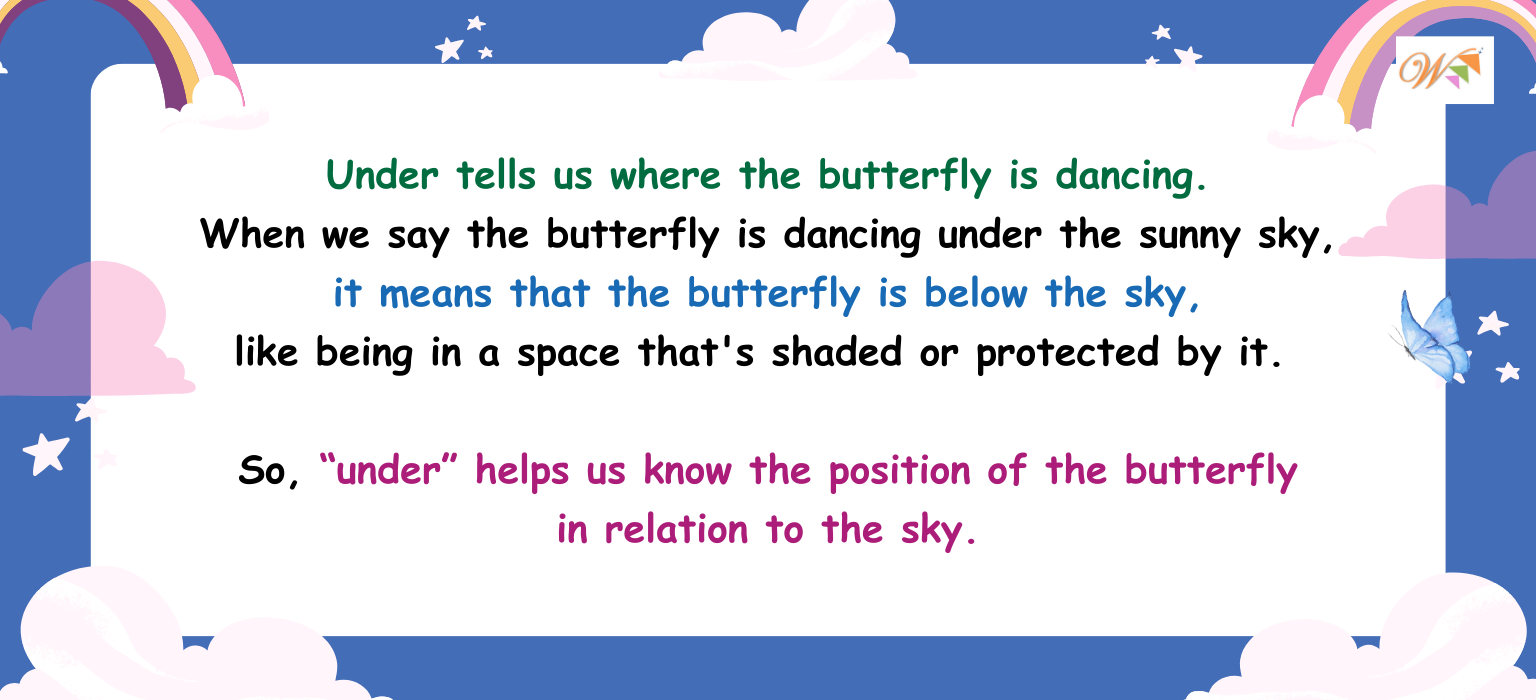 W
Under tells us where the butterfly is dancing.
When we say the butterfly is dancing under the sunny sky,
it means that the butterfly is below the sky,
like being in a space that's shaded or protected by it.
So, “under” helps us know the position of the butterfly
in relation to the sky.